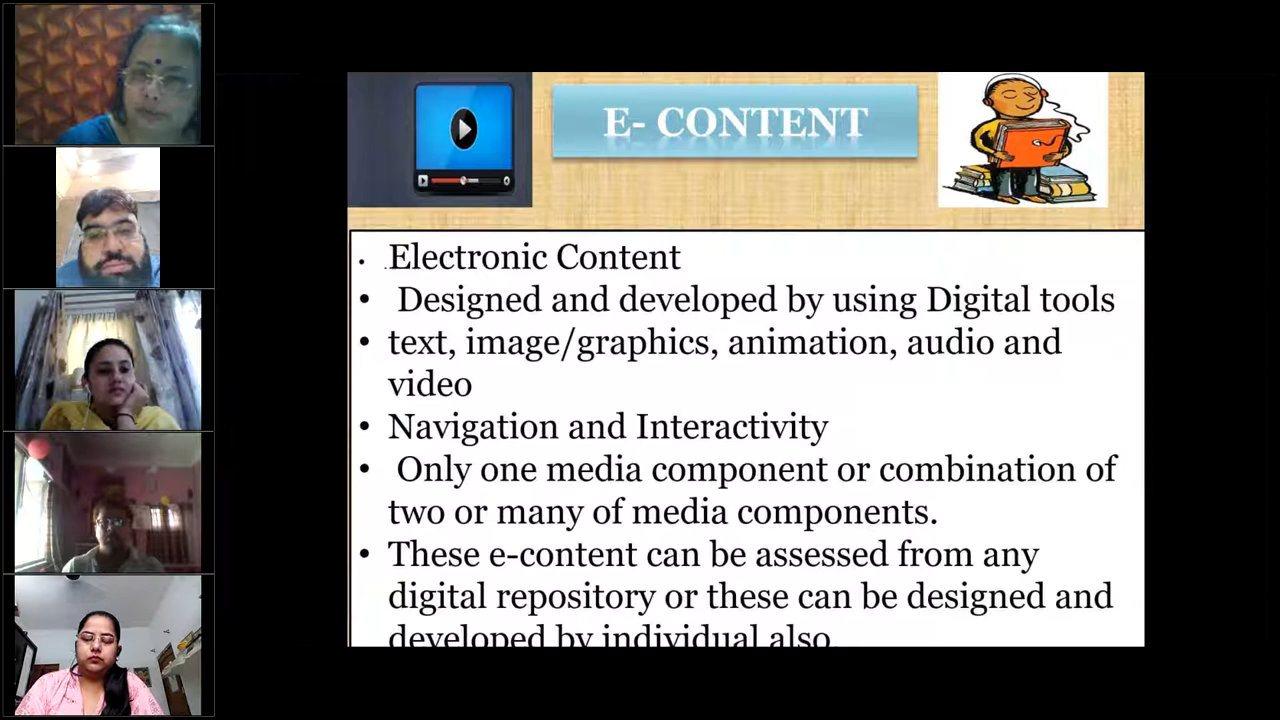 E- CONTENT
• .Electronic Content
• Designed and developed by using Digital tools
• text, image/graphics, animation, audio and
video
• Navigation and Interactivity
• Only one media component or combination of
two or many of media components.
• These e-content can be assessed from any
digital repository or these can be designed and
developed by individual also